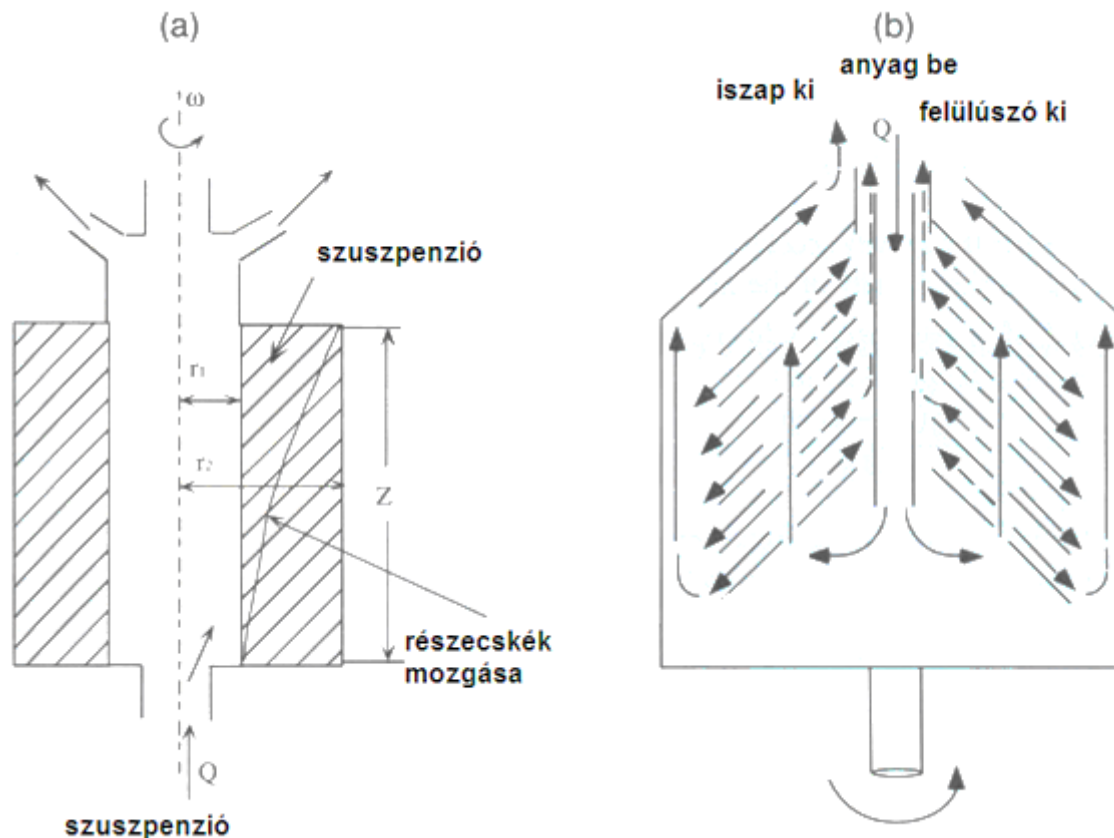 (a)
ω
szuszpenzió
r₁
r₂
Z
részecskék
mozgása
Q
szuszpenzió
(b)
anyag be
iszap ki
felülúszó ki
Q